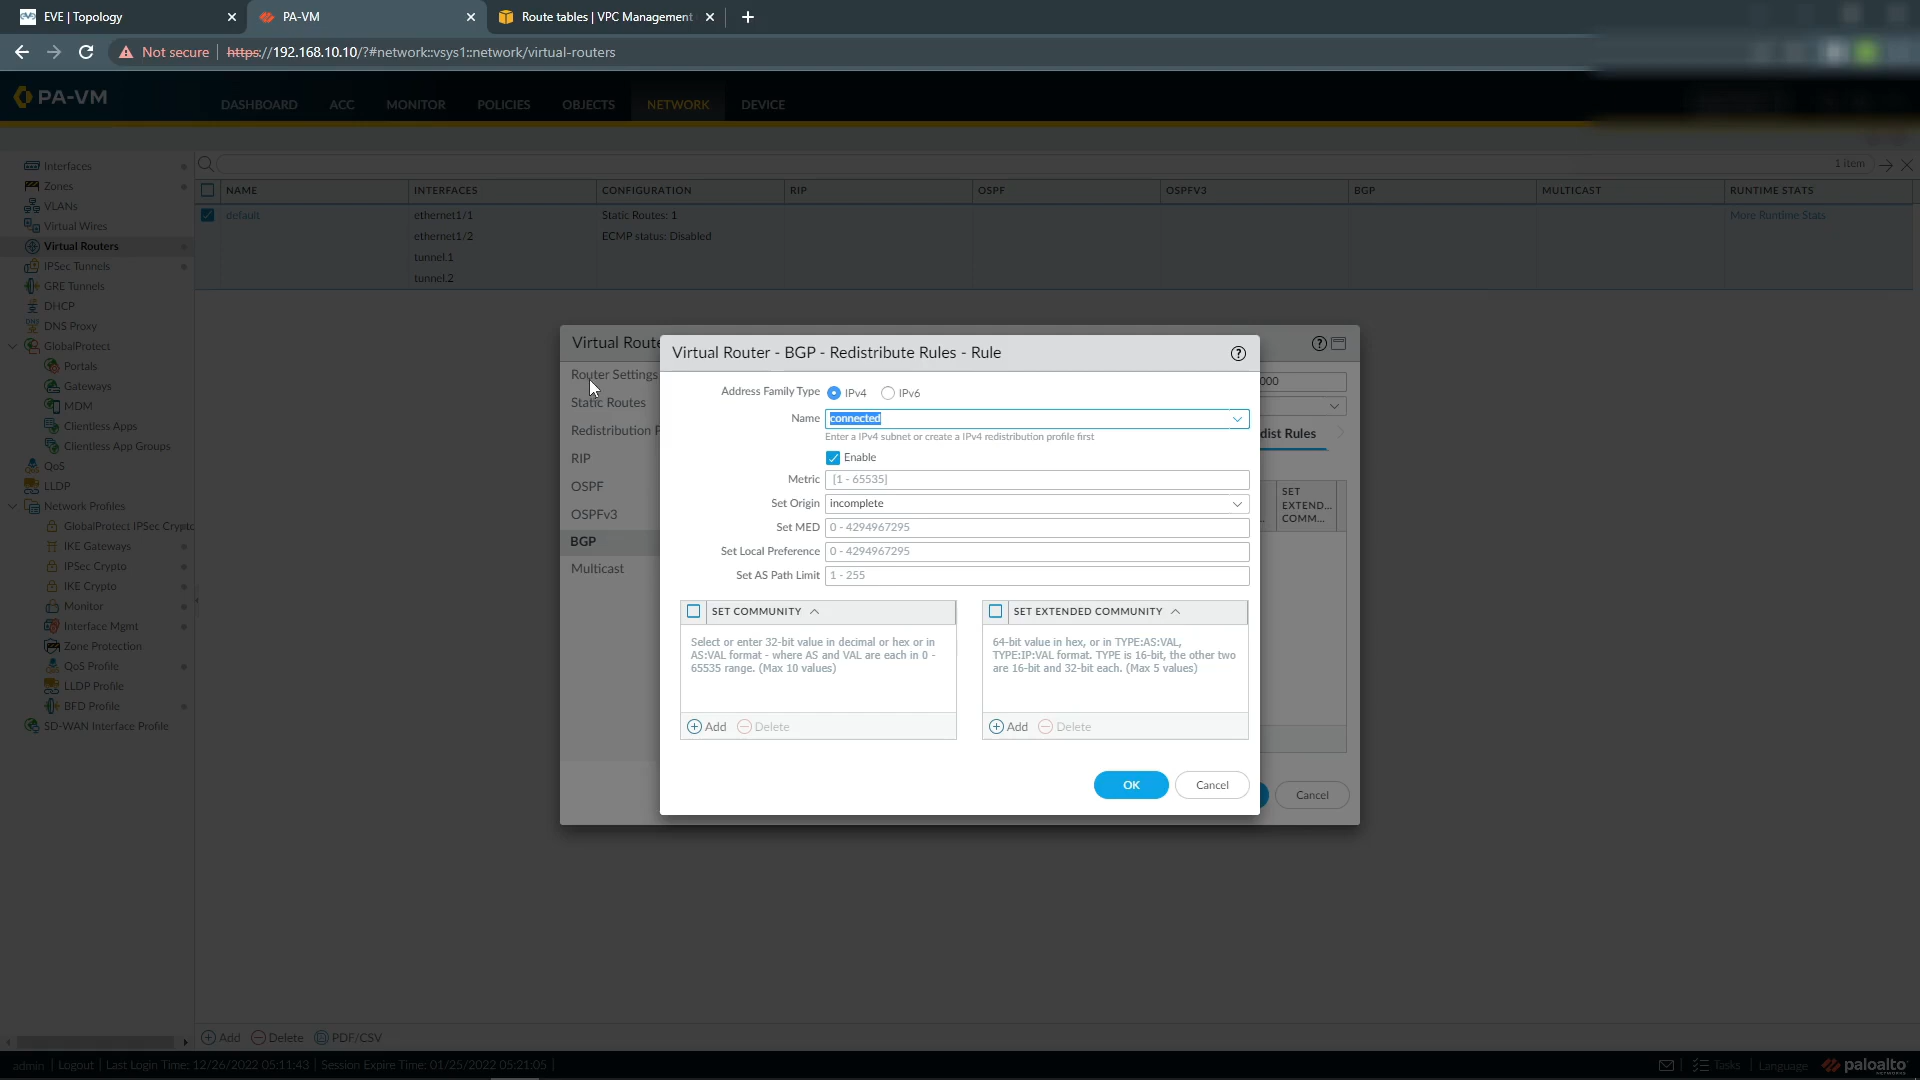 EVE | Topology
PA-VM
Route tables | VPC Management
Not secure
https://192.168.10.10/?#network::vsys1::network/virtual-routers
PA-VM
DASHBOARD
ACC
MONITOR
POLICIES
OBJECTS
NETWORK
DEVICE
1 item
Interfaces
Zones
VLANs
Virtual Wires
Virtual Routers
IPSec Tunnels
GRE Tunnels
DHCP
DNS Proxy
GlobalProtect
Portals
Gateways
MDM
Clientless Apps
Clientless App Groups
QoS
LLDP
Network Profiles
GlobalProtect IPSec Crypto
IKE Gateways
IPSec Crypto
IKE Crypto
Monitor
Interface Mgmt
Zone Protection
QoS Profile
LLDP Profile
BFD Profile
SD-WAN Interface Profile
NAME
INTERFACES
CONFIGURATION
RIP
OSPF
OSPFV3
BGP
MULTICAST
RUNTIME STATS
default
ethernet1/1
Static Routes: 1
More Runtime Stats
ethernet1/2
ECMP status: Disabled
tunnel.1
tunnel.2
Virtual Route
Router Settings
Static Routes
Redistribution P
RIP
OSPF
OSPFv3
BGP
Multicast
000
dist Rules
SET
EXTEND...
COMM...
Cancel
Virtual Router - BGP - Redistribute Rules - Rule
Address Family Type
IPv4
IPv6
Name
connected
Enter a IPv4 subnet or create a IPv4 redistribution profile first
Enable
Metric
[1 - 65535]
Set Origin
incomplete
Set MED
0 - 4294967295
Set Local Preference
0 - 4294967295
Set AS Path Limit
1 - 255
SET COMMUNITY
Select or enter 32-bit value in decimal or hex or in
AS:VAL format - where AS and VAL are each in 0 -
65535 range. (Max 10 values)
Add
Delete
SET EXTENDED COMMUNITY
64-bit value in hex, or in TYPE:AS:VAL,
TYPE:IP:VAL format. TYPE is 16-bit, the other two
are 16-bit and 32-bit each. (Max 5 values)
Add
Delete
OK
Cancel
Add
Delete
PDF/CSV
admin | Logout | Last Login Time: 12/26/2022 05:11:43 | Session Expire Time: 01/25/2022 05:21:05 |
Tasks | Language
paloalto
NETWORKS